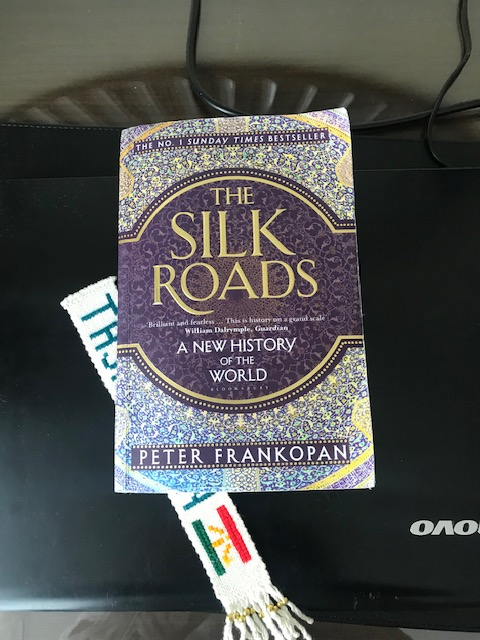 THE NO. 1 SUNDAY TIMES BESTSELLER
THE
SILK
ROADS
'Brilliant and fearless ... This is history on a grand scale'
William Dalrymple, Guardian
A NEW HISTORY
OF THE
WORLD
BLOOMSBURY
PETER FRANKOPAN